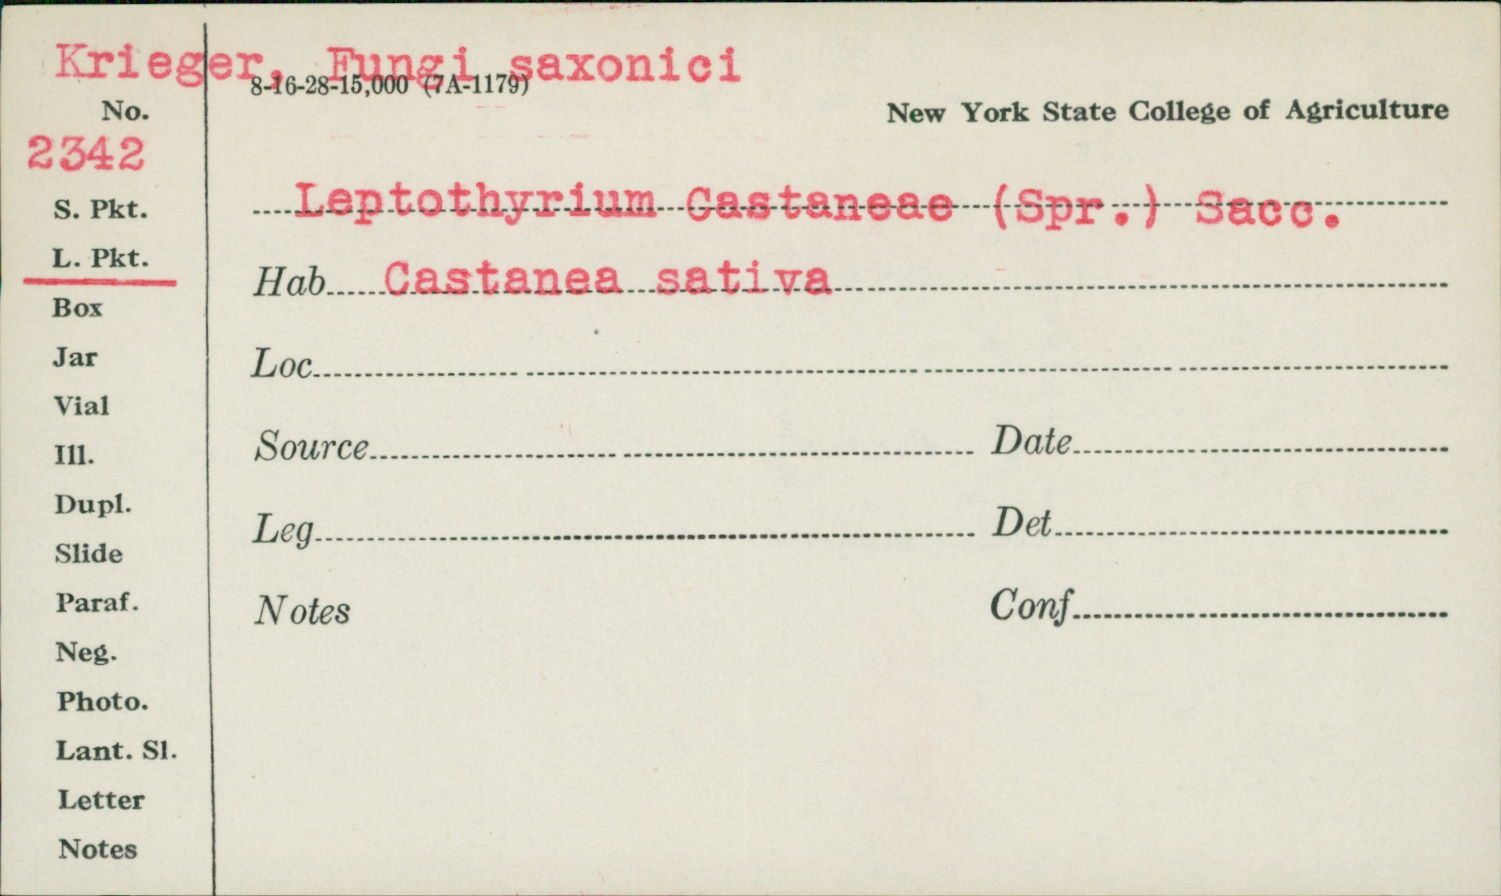 Krieger, Fungi saxonici
8-16-28-15,000 (7A-1179)
New York State College of Agriculture
No.
2342
Leptothyrium Castaneae (Spr.) Sacc.
S. Pkt.
L. Pkt.
Hab Castanea sativa
Box
Jar
Loc
Vial
Ill.
Source Date
Dupl.
Slide
Leg Det
Paraf.
Notes Conf
Neg.
Photo.
Lant. Sl.
Letter
Notes